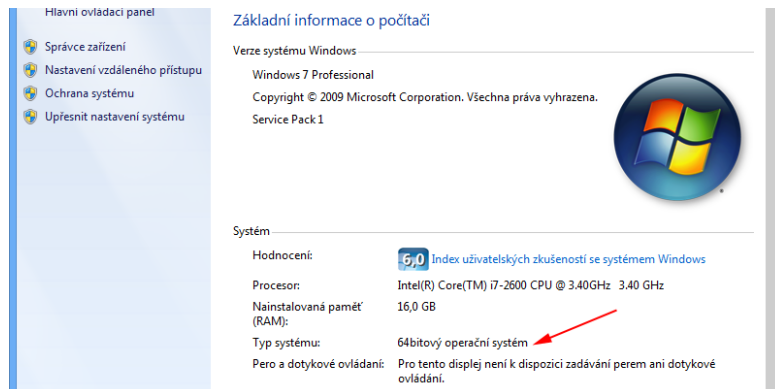 Hlavní ovládací panel
Správce zařízení
Nastavení vzdáleného přístupu
Ochrana systému
Upřesnit nastavení systému
Základní informace o počítači
Verze systému Windows
Windows 7 Professional
Copyright © 2009 Microsoft Corporation. Všechna práva vyhrazena.
Service Pack 1
Systém
Hodnocení: 6,0 Index uživatelských zkušeností se systémem Windows
Procesor: Intel(R) Core(TM) i7-2600 CPU @ 3.40GHz 3.40 GHz
Nainstalovaná paměť 16,0 GB
(RAM):
Typ systému: 64bitový operační systém
Pero a dotykové ovládání: Pro tento displej není k dispozici zadávání perem ani dotykové
ovládání.